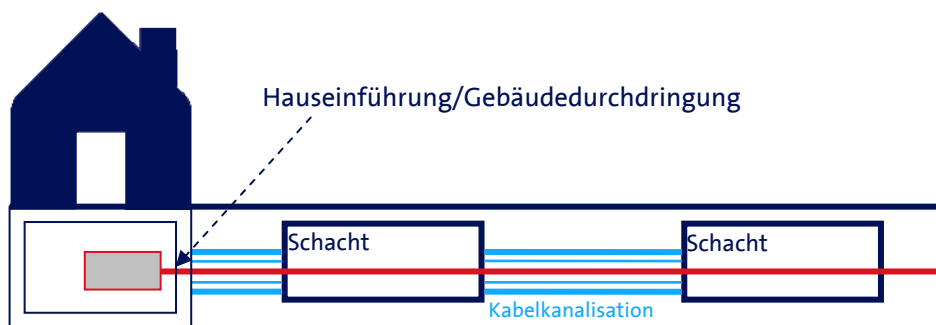 Hauseinführung/Gebäudedurchdringung
Schacht
Schacht
Kabelkanalisation